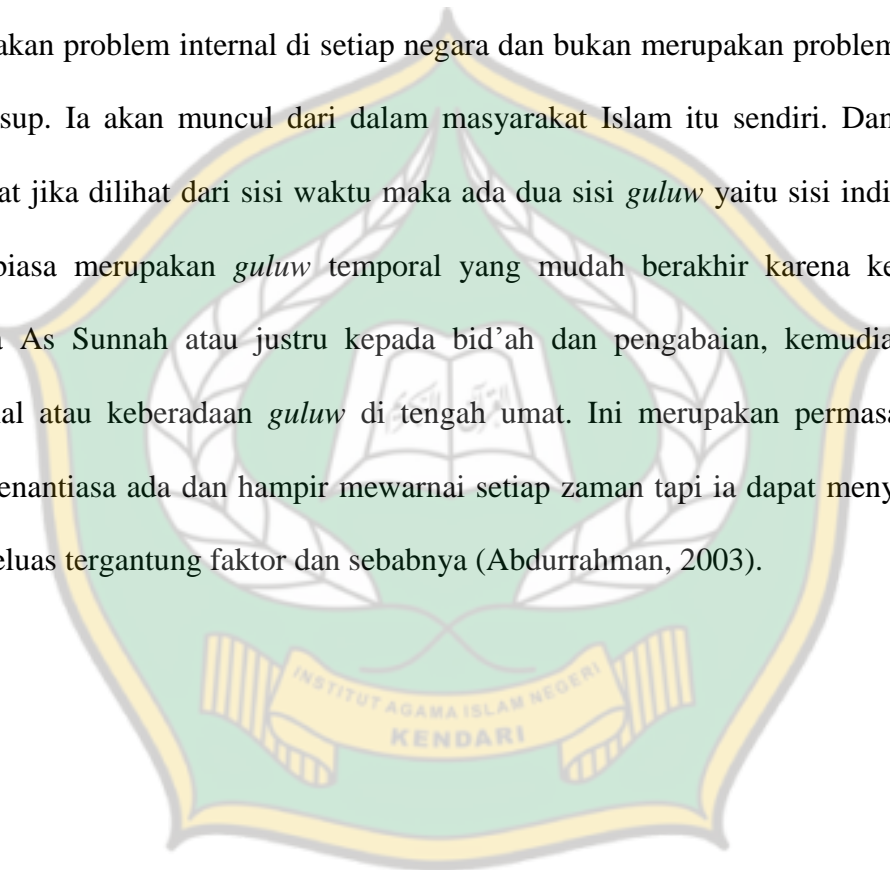 akan problem internal di setiap negara dan bukan merupakan problem
sup. Ia akan muncul dari dalam masyarakat Islam itu sendiri. Dan
at jika dilihat dari sisi waktu maka ada dua sisi guluw yaitu sisi indi
biasa merupakan guluw temporal yang mudah berakhir karena ke
As Sunnah atau justru kepada bid’ah dan pengabaian, kemudia
al atau keberadaan guluw di tengah umat. Ini merupakan permasa
enantiasa ada dan hampir mewarnai setiap zaman tapi ia dapat meny
eluas tergantung faktor dan sebabnya (Abdurrahman, 2003).
INSTITUT AGAMA ISLAM NEGERI
KENDARI